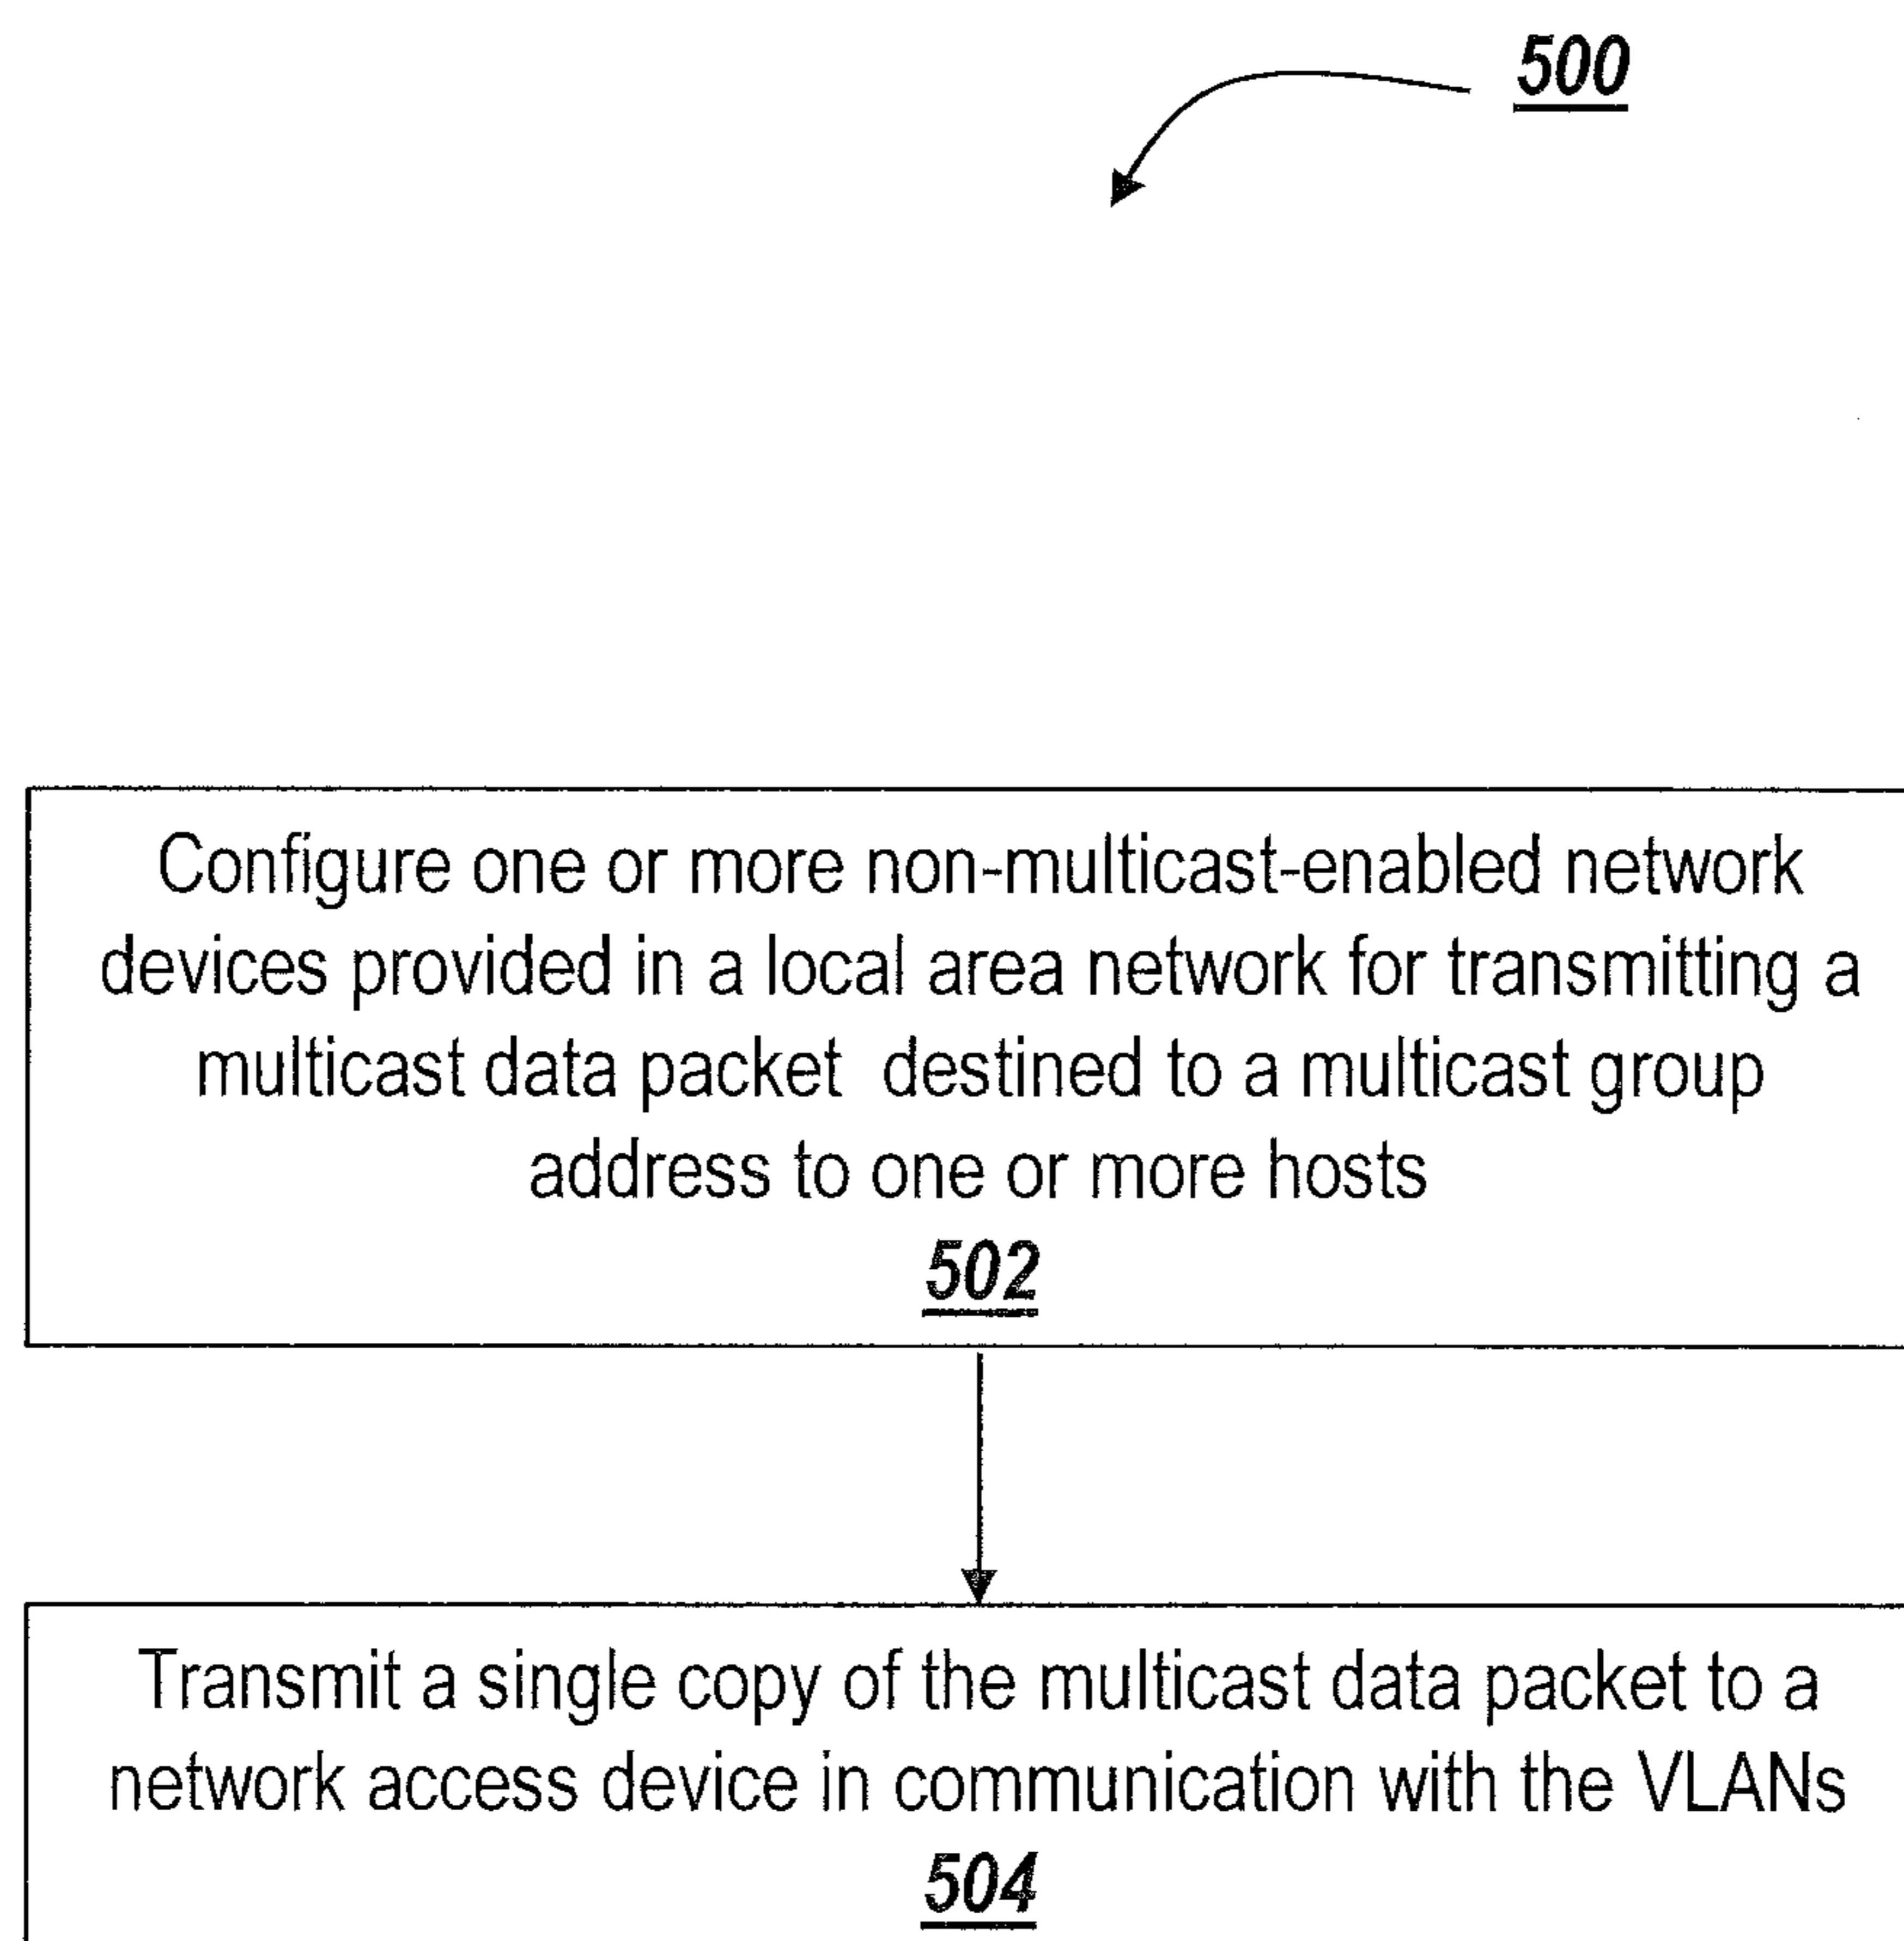 500
Configure one or more non-multicast-enabled network
devices provided in a local area network for transmitting a
multicast data packet destined to a multicast group
address to one or more hosts
502
Transmit a single copy of the multicast data packet to a
network access device in communication with the VLANs
504